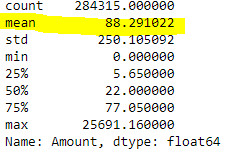 count 284315.000000
mean 88.291022
std 250.105092
min 0.000000
25% 5.650000
50% 22.000000
75% 77.050000
max 25691.160000
Name: Amount, dtype: float64